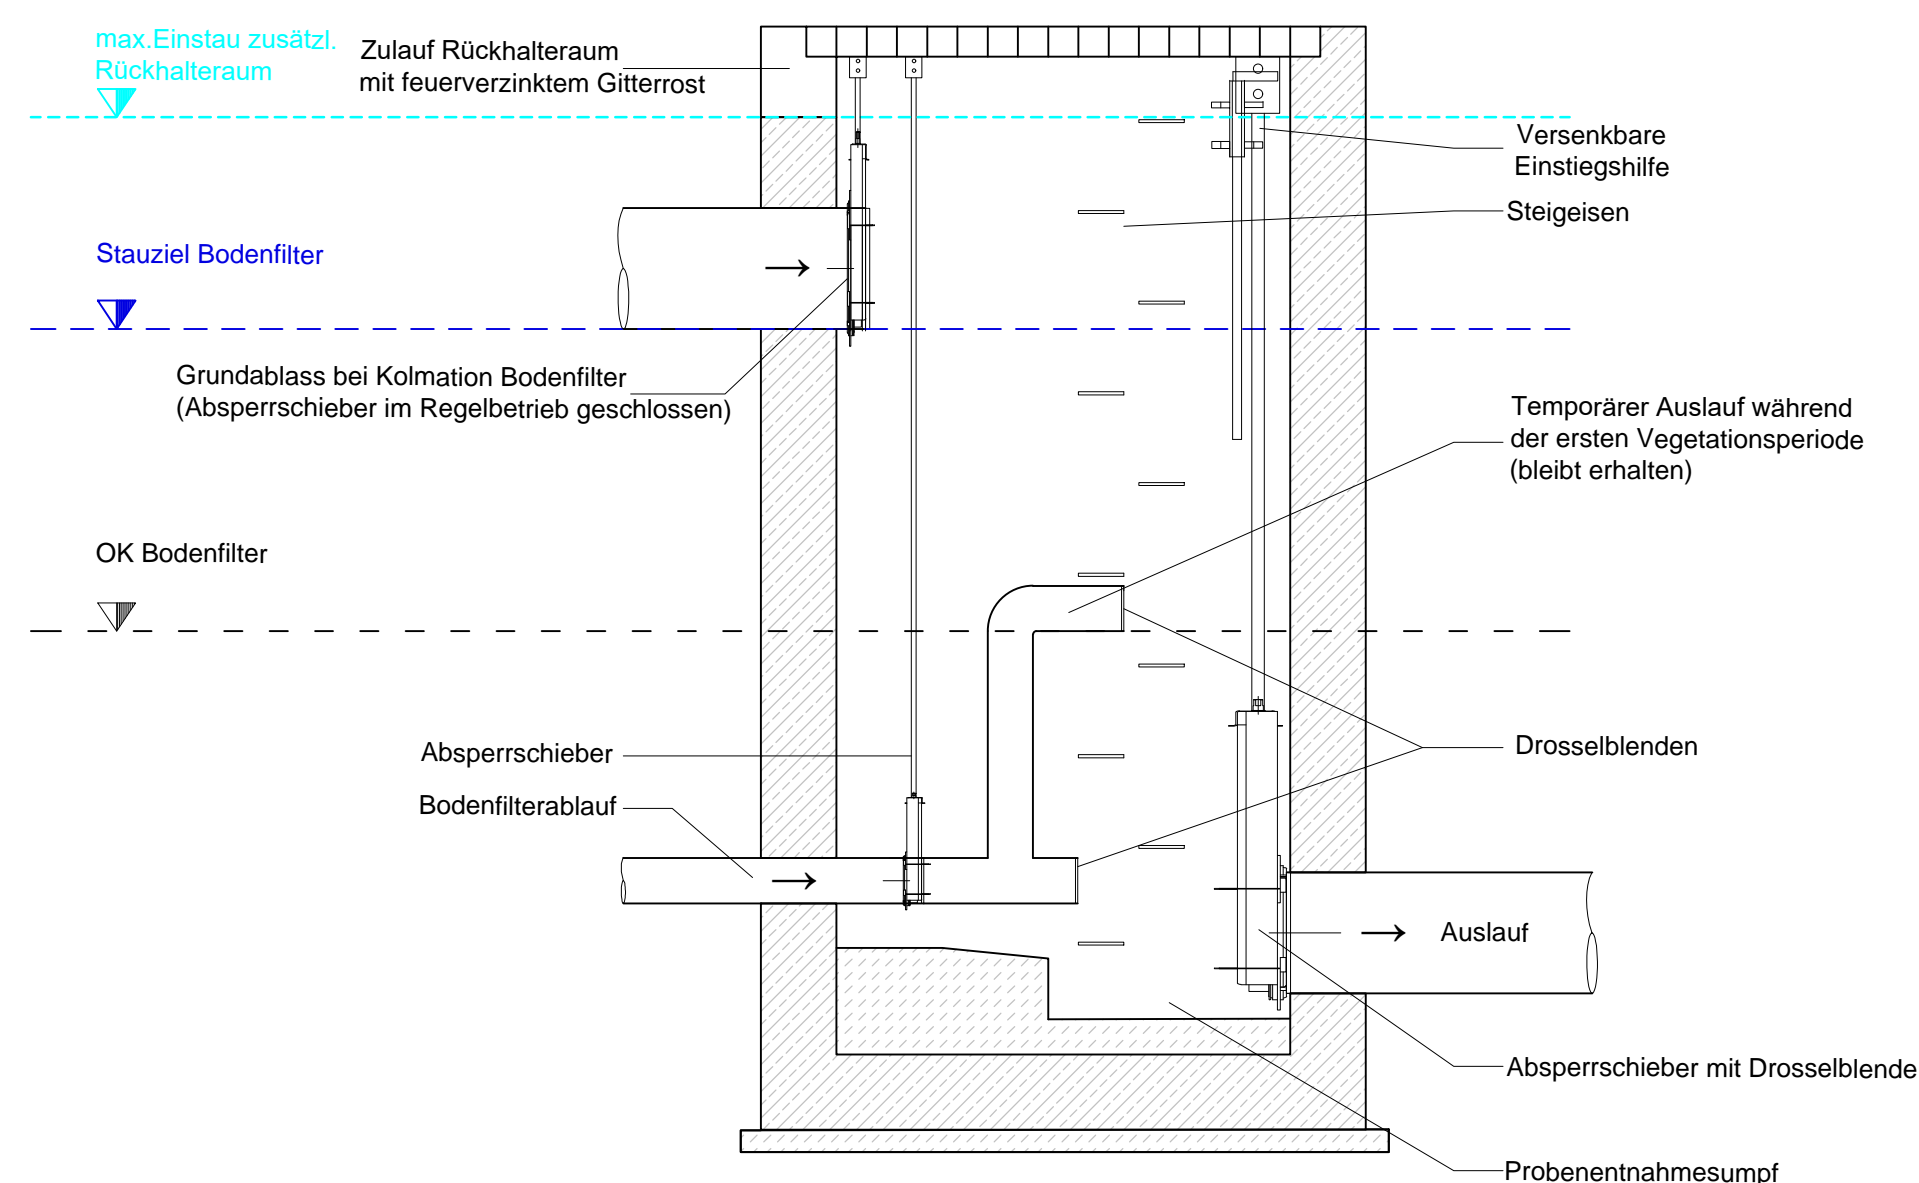 max.Einstau zusätzl.
Rückhalteraum
Zulauf Rückhalteraum
mit feuerverzinktem Gitterrost
Versenkbare
Einstiegshilfe
Steigeisen
Stauziel Bodenfilter
Grundablass bei Kolmation Bodenfilter
(Absperrschieber im Regelbetrieb geschlossen)
Temporärer Auslauf während
der ersten Vegetationsperiode
(bleibt erhalten)
OK Bodenfilter
Absperrschieber
Drosselblenden
Bodenfilterablauf
Auslauf
Absperrschieber mit Drosselblende
Probenentnahmesumpf